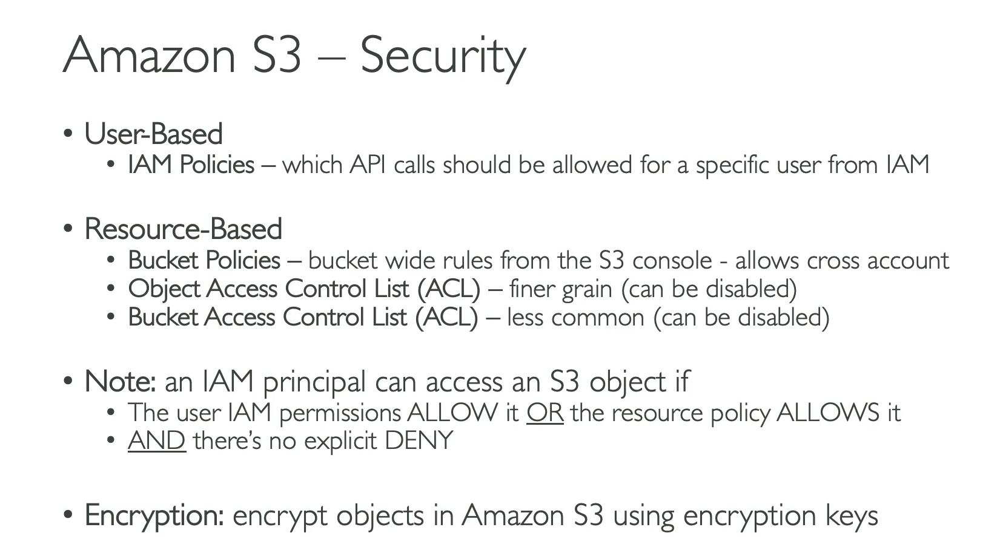 Amazon S3 – Security
• User-Based
• IAM Policies – which API calls should be allowed for a specific user from IAM
• Resource-Based
• Bucket Policies – bucket wide rules from the S3 console - allows cross account
• Object Access Control List (ACL) – finer grain (can be disabled)
• Bucket Access Control List (ACL) – less common (can be disabled)
• Note: an IAM principal can access an S3 object if
• The user IAM permissions ALLOW it OR the resource policy ALLOWS it
• AND there’s no explicit DENY
• Encryption: encrypt objects in Amazon S3 using encryption keys